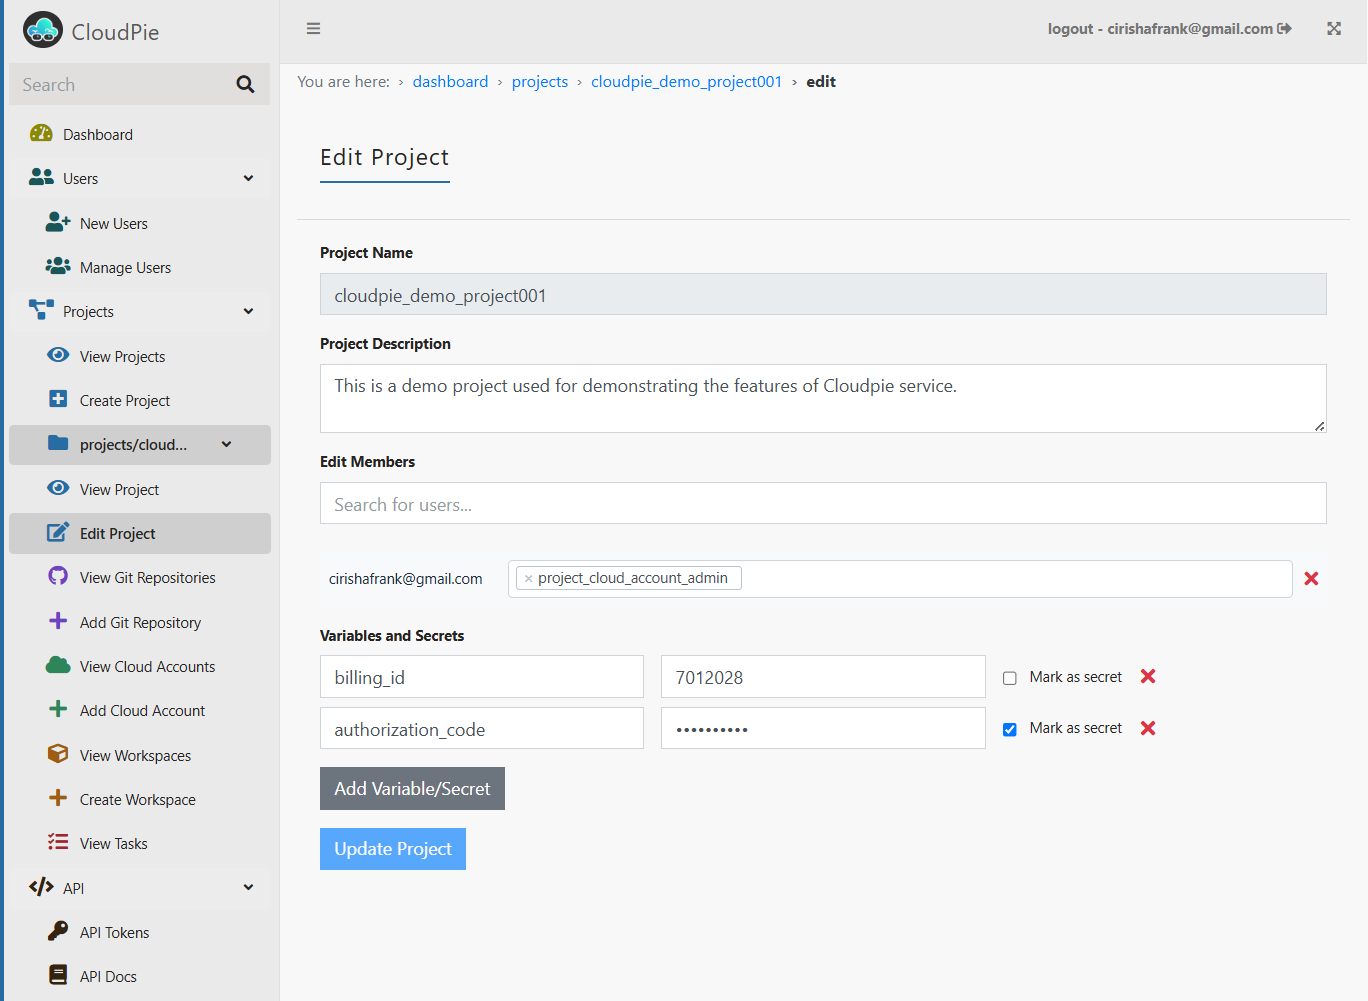 CloudPie
logout - cirishafrank@gmail.com
Search
You are here: › dashboard › projects › cloudpie_demo_project001 › edit
Dashboard
Users
New Users
Manage Users
Projects
View Projects
Create Project
projects/cloud...
View Project
Edit Project
View Git Repositories
Add Git Repository
View Cloud Accounts
Add Cloud Account
View Workspaces
Create Workspace
View Tasks
API
API Tokens
API Docs
Edit Project
Project Name
cloudpie_demo_project001
Project Description
This is a demo project used for demonstrating the features of Cloudpie service.
Edit Members
Search for users...
cirishafrank@gmail.com × project_cloud_account_admin
Variables and Secrets
billing_id 7012028 Mark as secret
authorization_code •••••••••• Mark as secret
Add Variable/Secret
Update Project